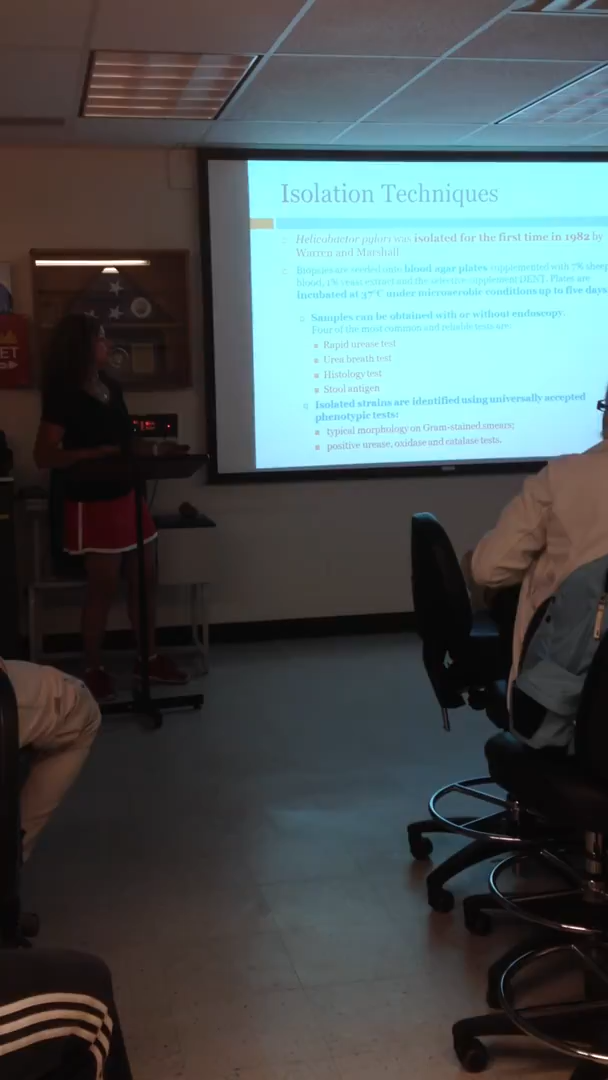 Isolation Techniques
Helicobactor pylori was isolated for the first time in 1982 by
Warren and Marshall
Biopsies are seeded onto blood agar plates supplemented with 7% sheep
blood, 1% yeast extract and the selective supplement DENT. Plates are
incubated at 37°C under microaerobic conditions up to five days
Samples can be obtained with or without endoscopy.
Four of the most common and reliable tests are:
Rapid urease test
Urea breath test
Histology test
Stool antigen
Isolated strains are identified using universally accepted
phenotypic tests:
typical morphology on Gram-stained smears;
positive urease, oxidase and catalase tests.
ET